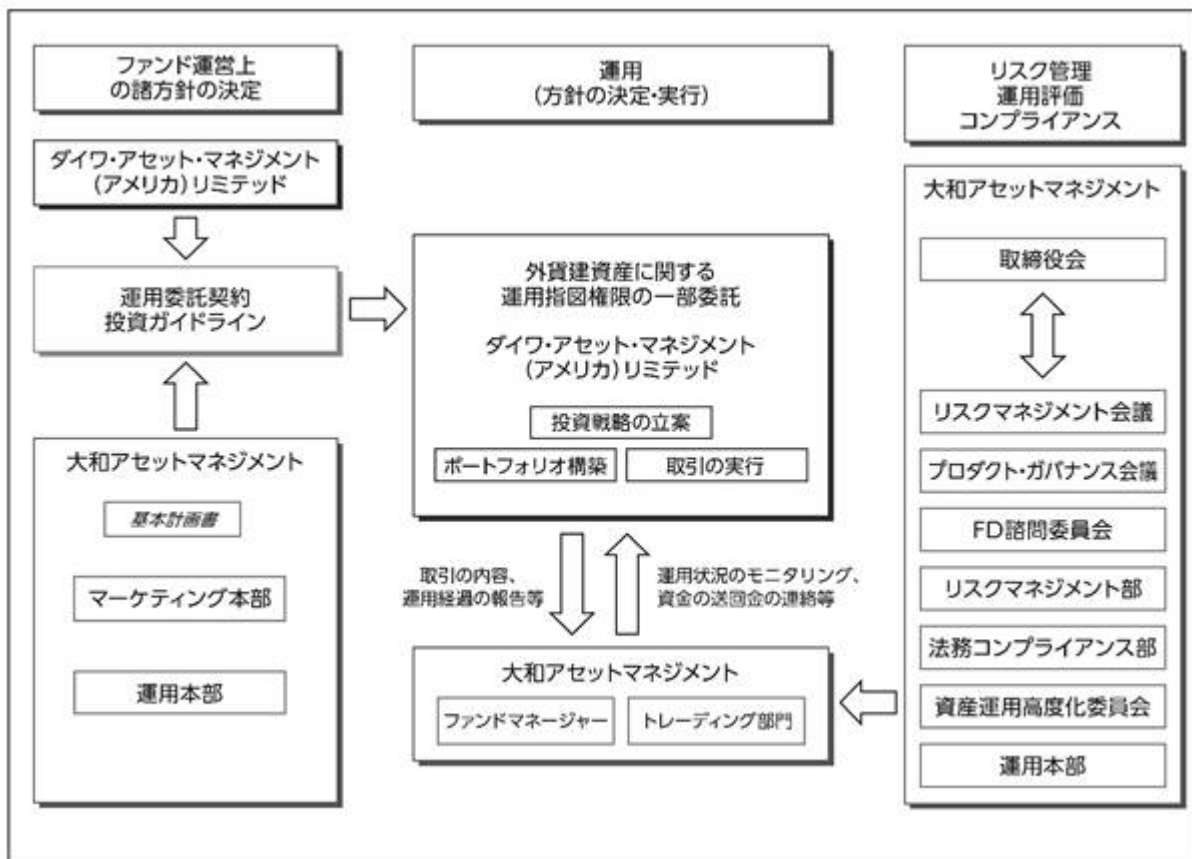 ファンド運営上
の諸方針の決定
ダイワ・アセット・マネジメント
(アメリカ)リミテッド
運用委託契約
投資ガイドライン
大和アセットマネジメント
基本計画書
マーケティング本部
運用本部
運用
(方針の決定・実行)
外貨建資産に関する
運用指図権限の一部委託
ダイワ・アセット・マネジメント
(アメリカ)リミテッド
投資戦略の立案
ポートフォリオ構築
取引の実行
取引の内容、
運用経過の報告等
運用状況のモニタリング、
資金の送回金の連絡等
大和アセットマネジメント
ファンドマネージャー
トレーディング部門
リスク管理
運用評価
コンプライアンス
大和アセットマネジメント
取締役会
リスクマネジメント会議
プロダクト・ガバナンス会議
FD諮問委員会
リスクマネジメント部
法務コンプライアンス部
資産運用高度化委員会
運用本部